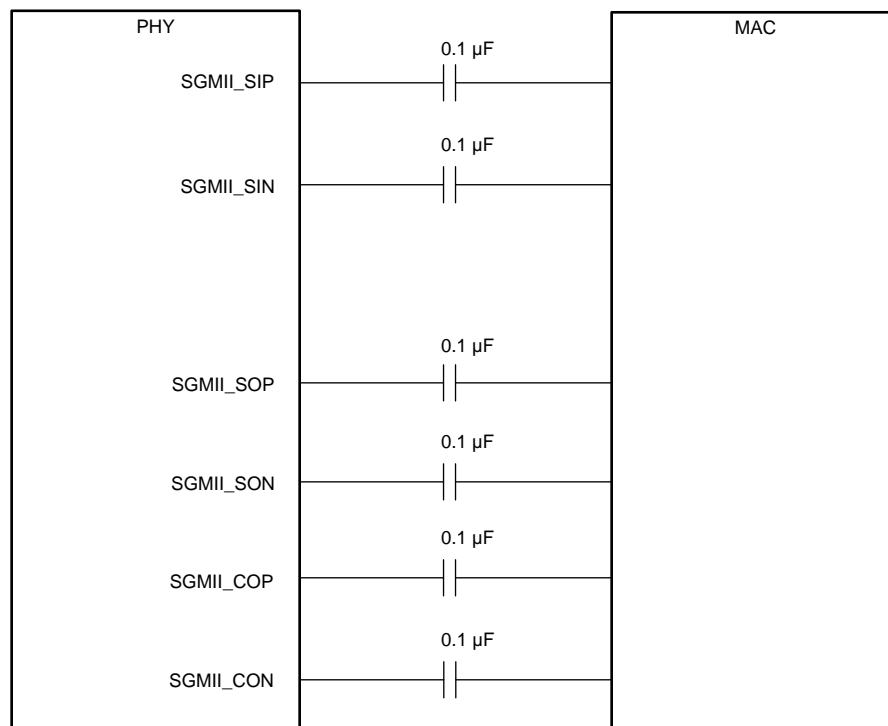 PHY
MAC
0.1 µF
SGMII_SIP
0.1 µF
SGMII_SIN
0.1 µF
SGMII_SOP
0.1 µF
SGMII_SON
0.1 µF
SGMII_COP
0.1 µF
SGMII_CON